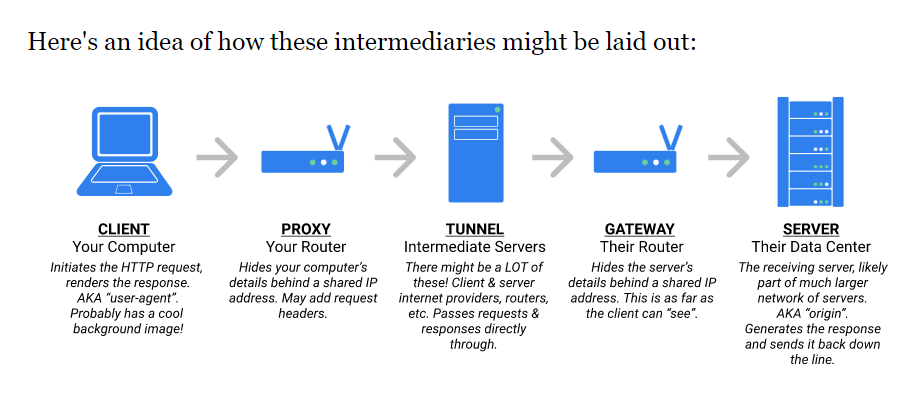 Here's an idea of how these intermediaries might be laid out:
CLIENT
Your Computer
Initiates the HTTP request,
renders the response.
AKA “user-agent”.
Probably has a cool
background image!
PROXY
Your Router
Hides your computer’s
details behind a shared IP
address. May add request
headers.
TUNNEL
Intermediate Servers
There might be a LOT of
these! Client & server
internet providers, routers,
etc. Passes requests &
responses directly
through.
GATEWAY
Their Router
Hides the server’s
details behind a shared IP
address. This is as far as
the client can “see”.
SERVER
Their Data Center
The receiving server, likely
part of much larger
network of servers.
AKA “origin”.
Generates the response
and sends it back down
the line.